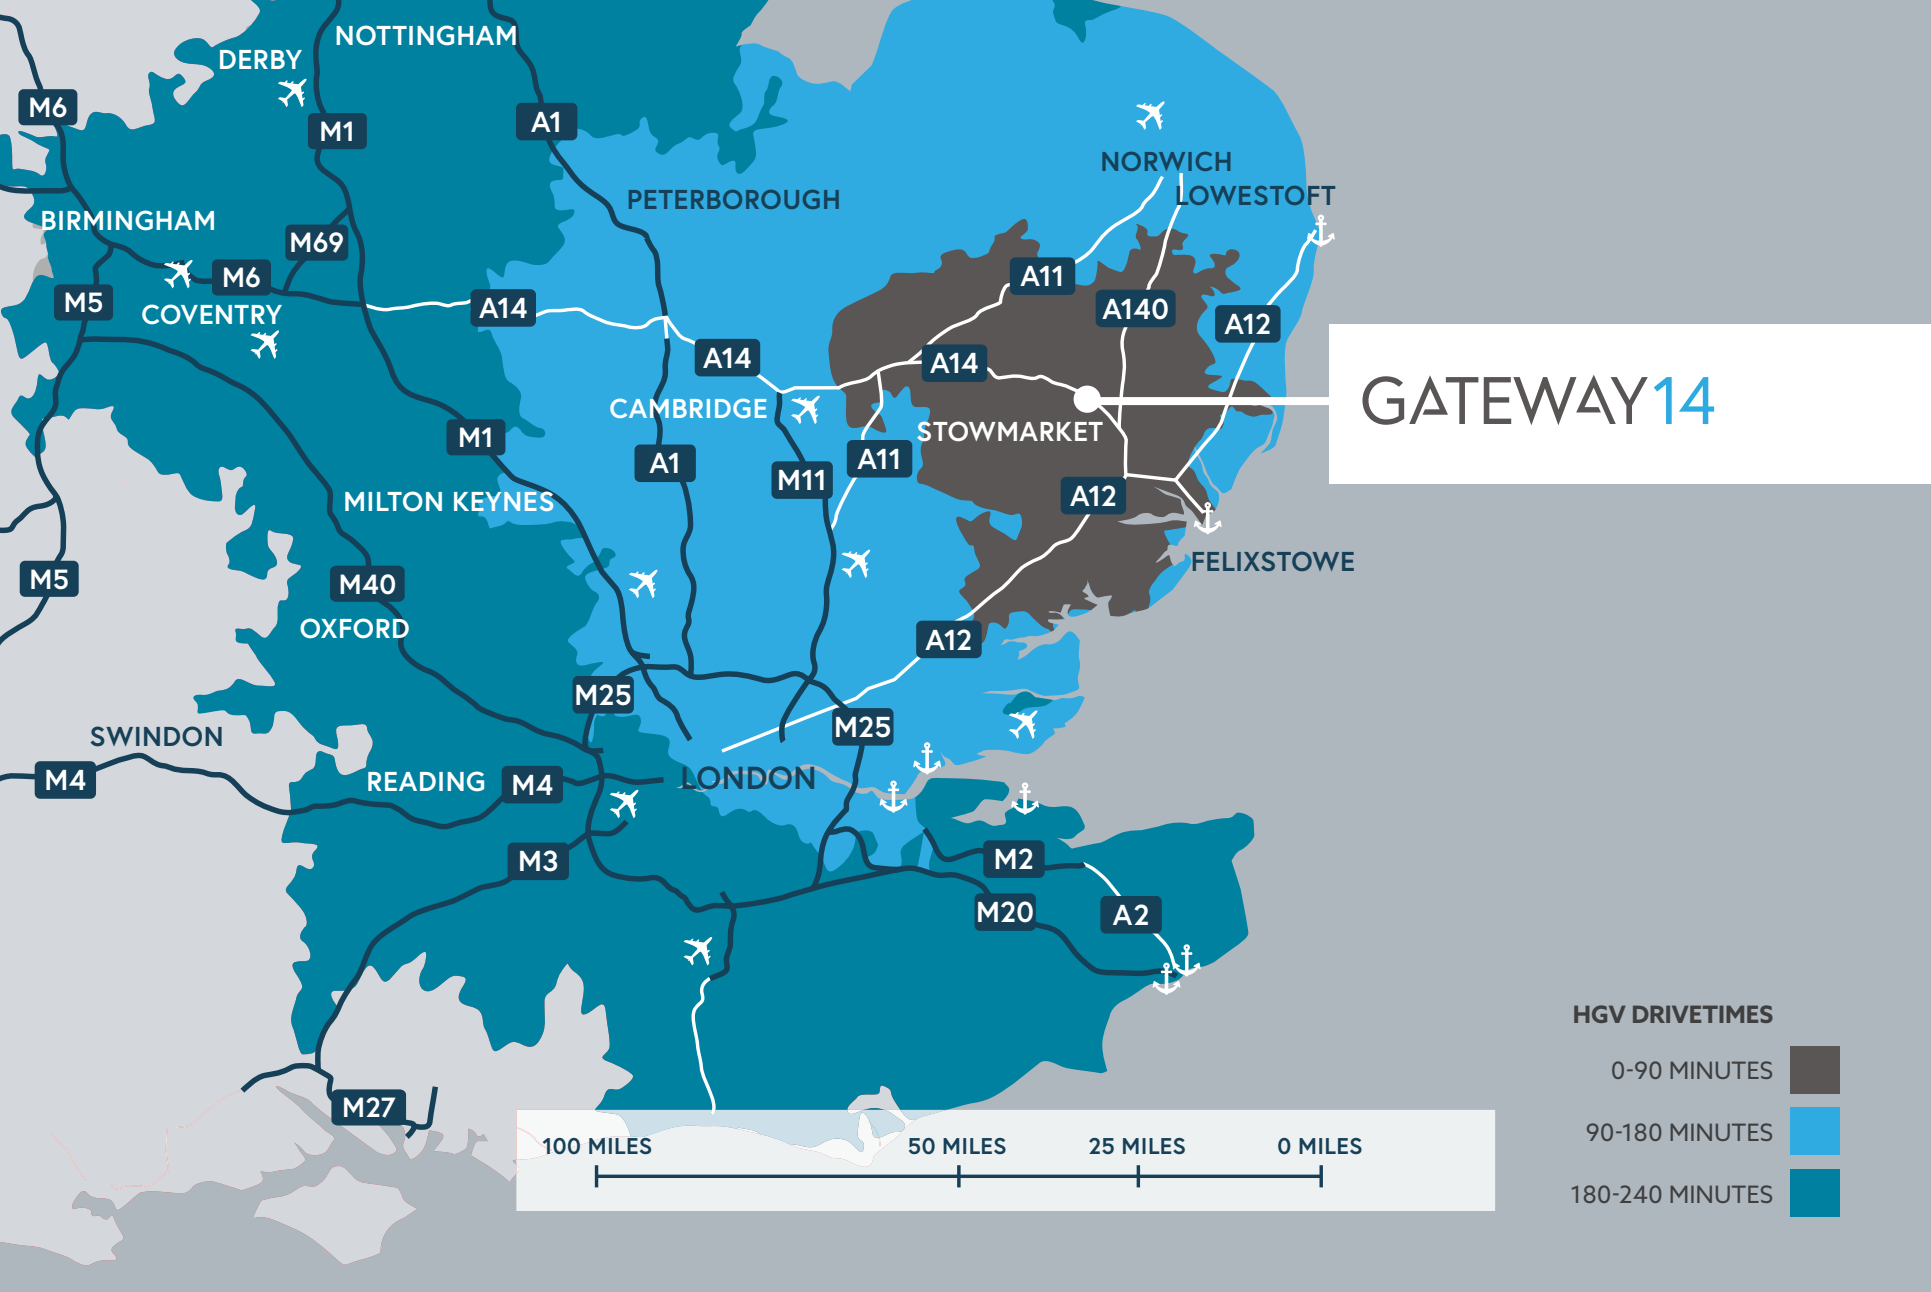 NOTTINGHAM
DERBY
M6
M1
A1
NORWICH
LOWESTOFT
PETERBOROUGH
BIRMINGHAM
M69
M6
A11
M5
COVENTRY
A14
A140
A12
A14
A14
CAMBRIDGE
GATEWAY14
STOWMARKET
M1
A1
A11
M11
A12
MILTON KEYNES
FELIXSTOWE
M5
M40
OXFORD
A12
M25
M25
SWINDON
M4
READING
M4
LONDON
M3
M2
M20
A2
HGV DRIVETIMES
0-90 MINUTES
90-180 MINUTES
180-240 MINUTES
M27
100 MILES 50 MILES 25 MILES 0 MILES